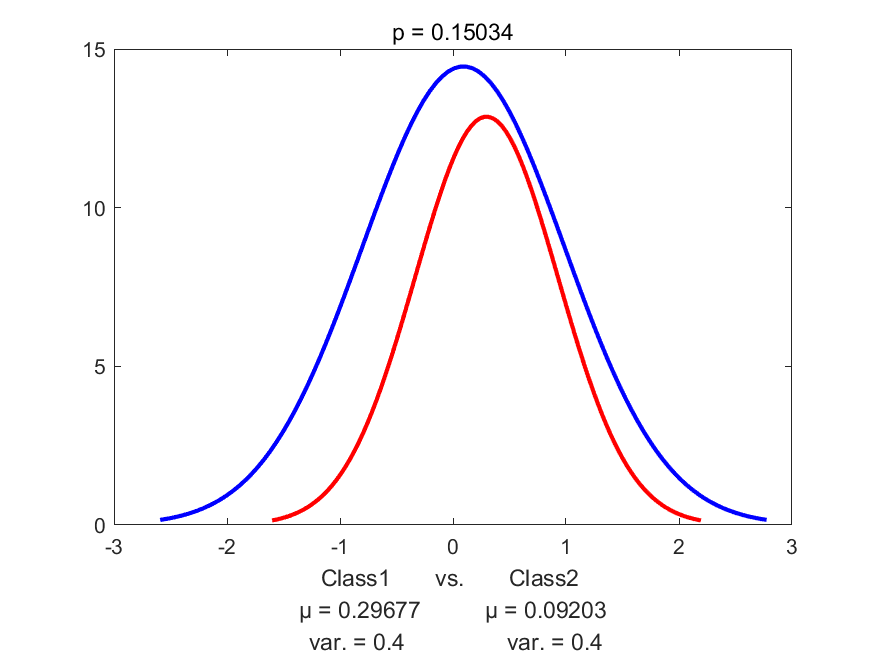 p = 0.15034
15
10
5
0
-3 -2 -1 0 1 2 3
Class1 vs. Class2
μ = 0.29677 μ = 0.09203
var. = 0.4 var. = 0.4